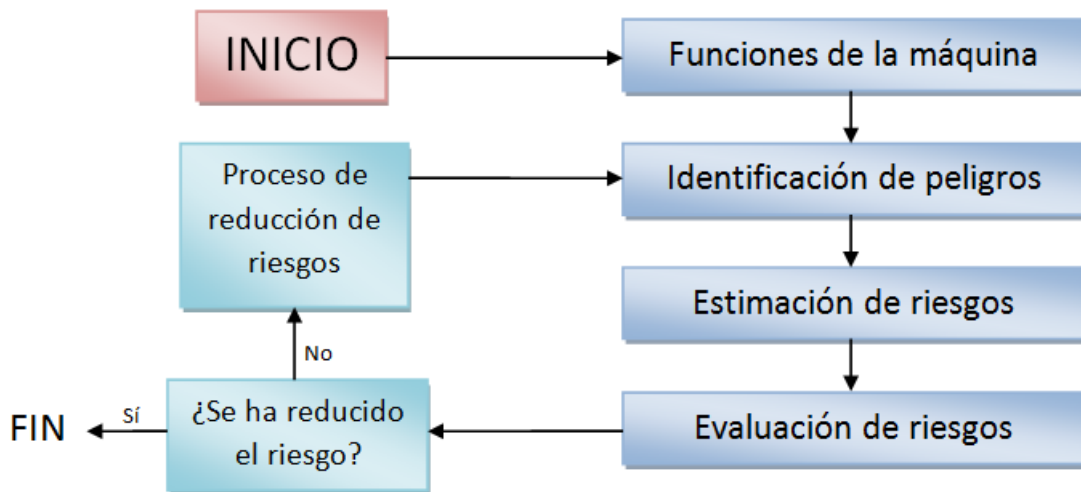 INICIO
Funciones de la máquina
Proceso de
reducción de
riesgos
Identificación de peligros
Estimación de riesgos
No
¿Se ha reducido
el riesgo?
Sí
FIN
Evaluación de riesgos